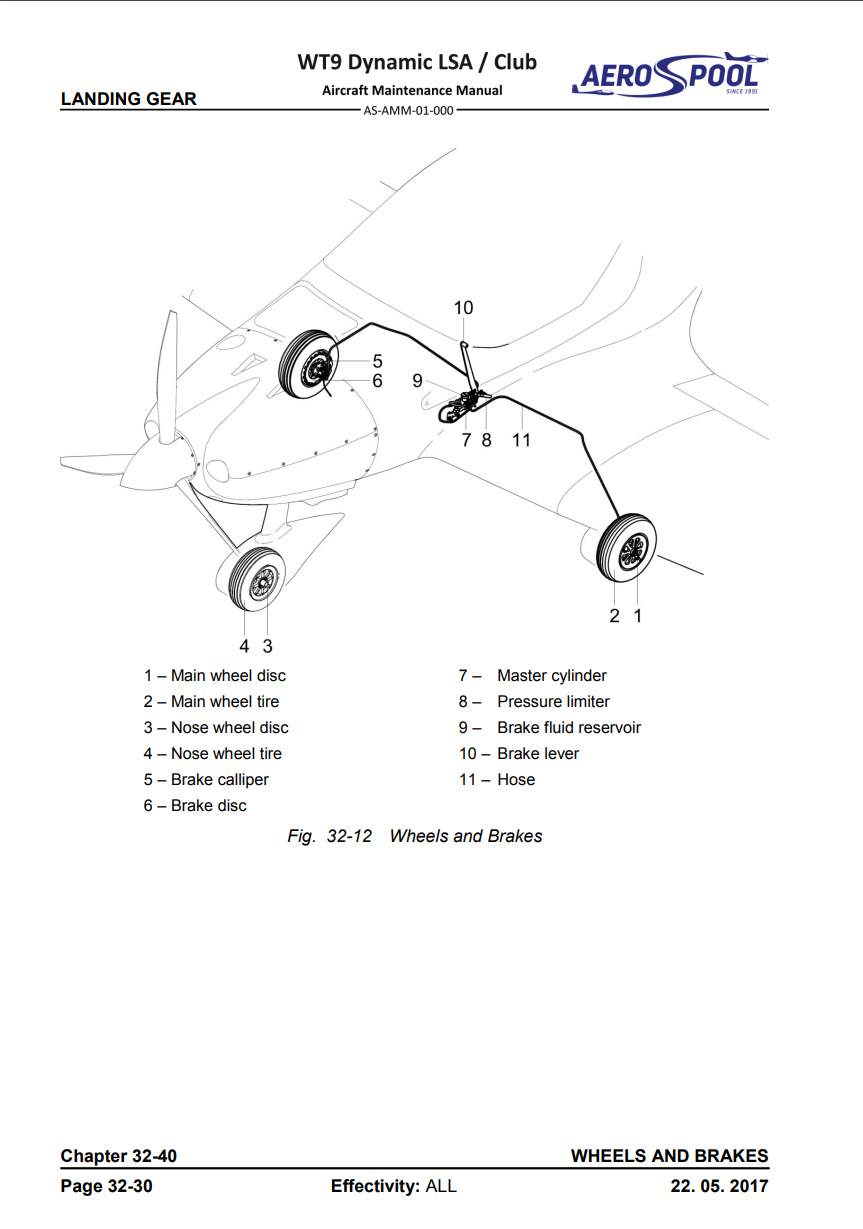 WT9 Dynamic LSA / Club
AEROSPOOL
SINCE 1991
Aircraft Maintenance Manual
LANDING GEAR
AS-AMM-01-000
10
5
6
9
7 8 11
2 1
4 3
1 – Main wheel disc
2 – Main wheel tire
3 – Nose wheel disc
4 – Nose wheel tire
5 – Brake calliper
6 – Brake disc
7 – Master cylinder
8 – Pressure limiter
9 – Brake fluid reservoir
10 – Brake lever
11 – Hose
Fig. 32-12 Wheels and Brakes
Chapter 32-40 WHEELS AND BRAKES
Page 32-30 Effectivity: ALL 22. 05. 2017